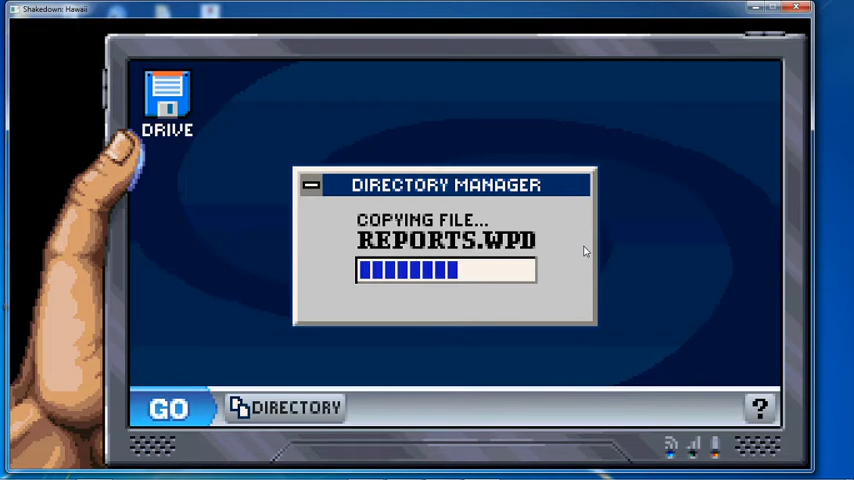 Shakedown: Hawaii
DRIVE
DIRECTORY MANAGER
COPYING FILE...
REPORTS.WPD
GO
DIRECTORY
?